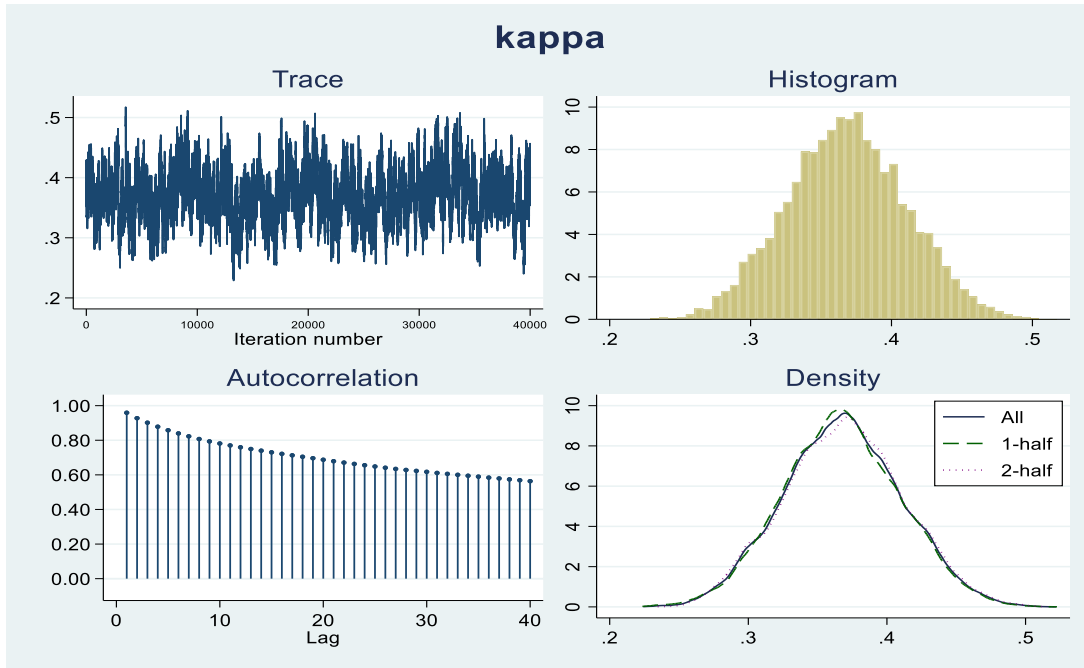 kappa
Trace
.5
.4
.3
.2
0 10000 20000 30000 40000
Iteration number
Histogram
10
8
6
4
2
0
.2 .3 .4 .5
Autocorrelation
1.00
0.80
0.60
0.40
0.20
0.00
0 10 20 30 40
Lag
Density
10
8
6
4
2
0
All
1-half
2-half
.2 .3 .4 .5